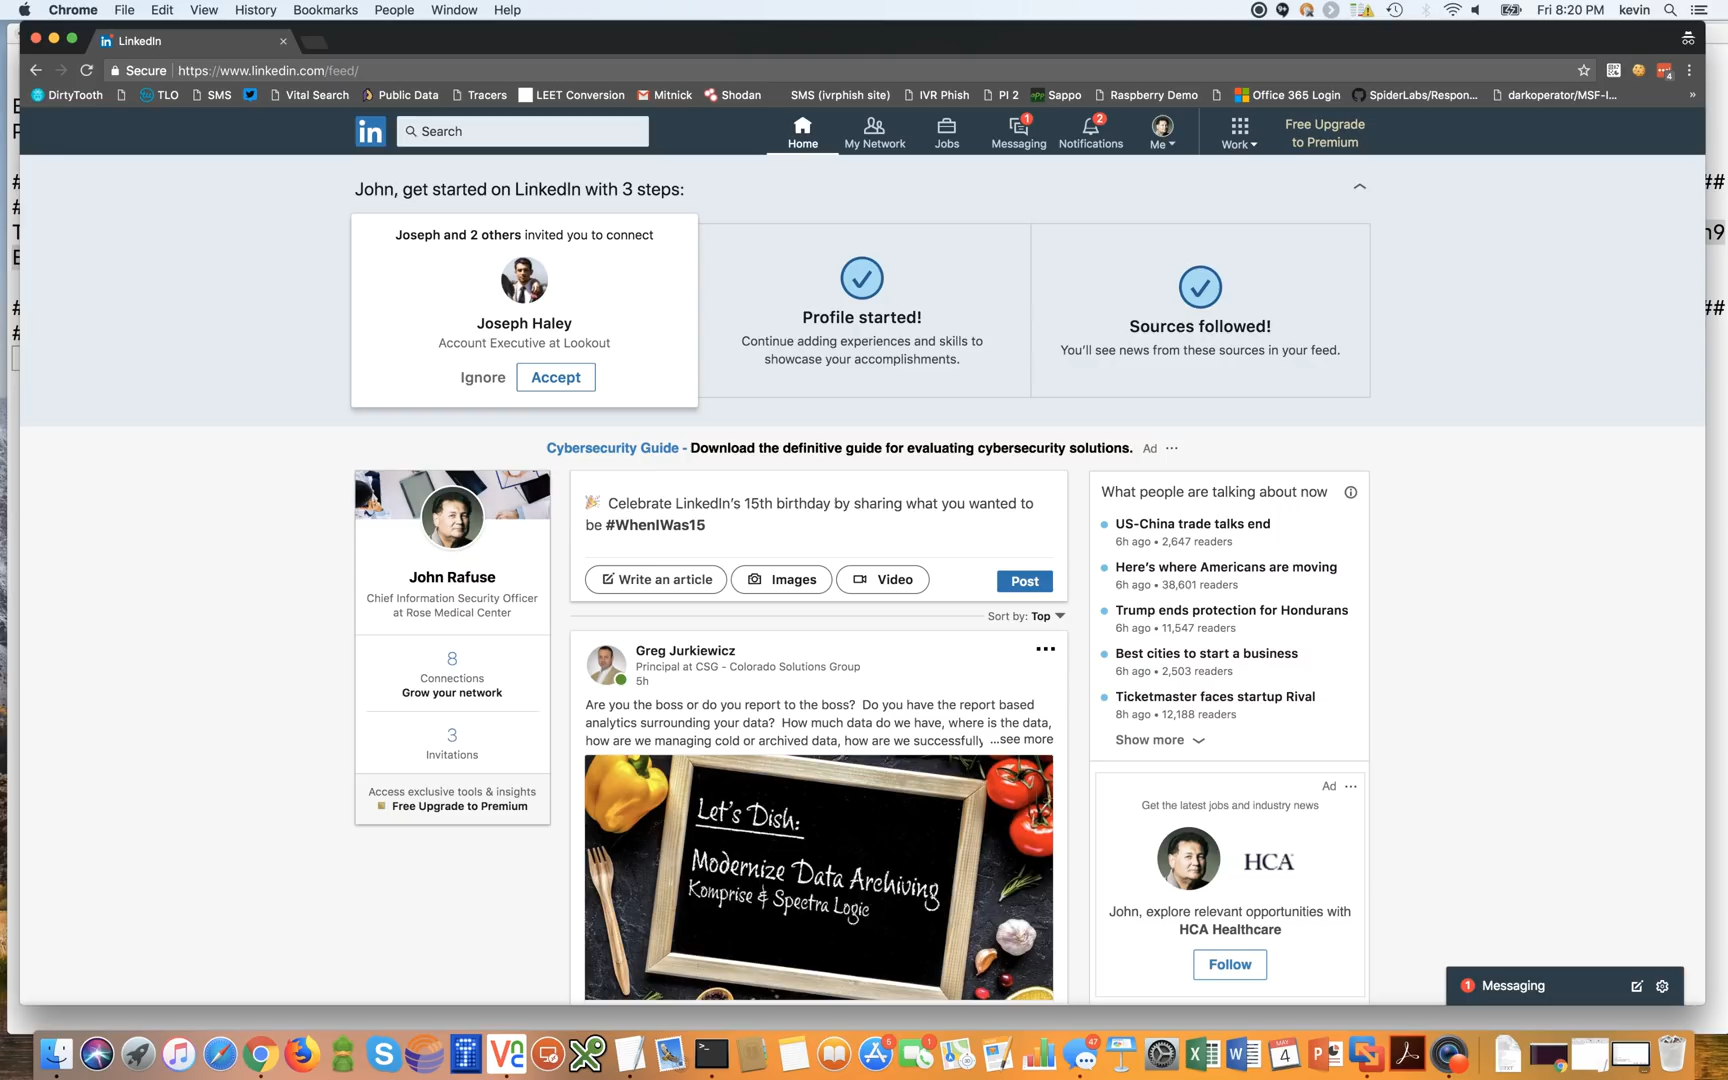 Chrome File Edit View History Bookmarks People Window Help
Fri 8:20 PM kevin
in LinkedIn
Secure https://www.linkedin.com/feed/
4
DirtyTooth TLO SMS Vital Search Public Data Tracers LEET Conversion Mitnick Shodan SMS (ivrphish site) IVR Phish PI 2 Sappo Raspberry Demo Office 365 Login SpiderLabs/Respon... darkoperator/MSF-I... »
in Search
Home My Network Jobs 1 Messaging 2 Notifications Me Work
Free Upgrade
to Premium
John, get started on LinkedIn with 3 steps:
Joseph and 2 others invited you to connect
Joseph Haley
Account Executive at Lookout
Ignore Accept
Profile started!
Continue adding experiences and skills to
showcase your accomplishments.
Sources followed!
You'll see news from these sources in your feed.
Cybersecurity Guide - Download the definitive guide for evaluating cybersecurity solutions. Ad ...
John Rafuse
Chief Information Security Officer
at Rose Medical Center
8
Connections
Grow your network
3
Invitations
Access exclusive tools & insights
Free Upgrade to Premium
Celebrate LinkedIn's 15th birthday by sharing what you wanted to
be #WhenIWas15
Write an article Images Video Post
Sort by: Top
Greg Jurkiewicz
Principal at CSG - Colorado Solutions Group
5h
Are you the boss or do you report to the boss? Do you have the report based
analytics surrounding your data? How much data do we have, where is the data,
how are we managing cold or archived data, how are we successfully ...see more
Let's Dish:
Modernize Data Archiving
Komprise & Spectra Logic
What people are talking about now
US-China trade talks end
6h ago • 2,647 readers
Here's where Americans are moving
6h ago • 38,601 readers
Trump ends protection for Hondurans
6h ago • 11,547 readers
Best cities to start a business
6h ago • 2,503 readers
Ticketmaster faces startup Rival
8h ago • 12,188 readers
Show more
Ad ...
Get the latest jobs and industry news
HCA
John, explore relevant opportunities with
HCA Healthcare
Follow
1 Messaging
6 1 47 MAY 4